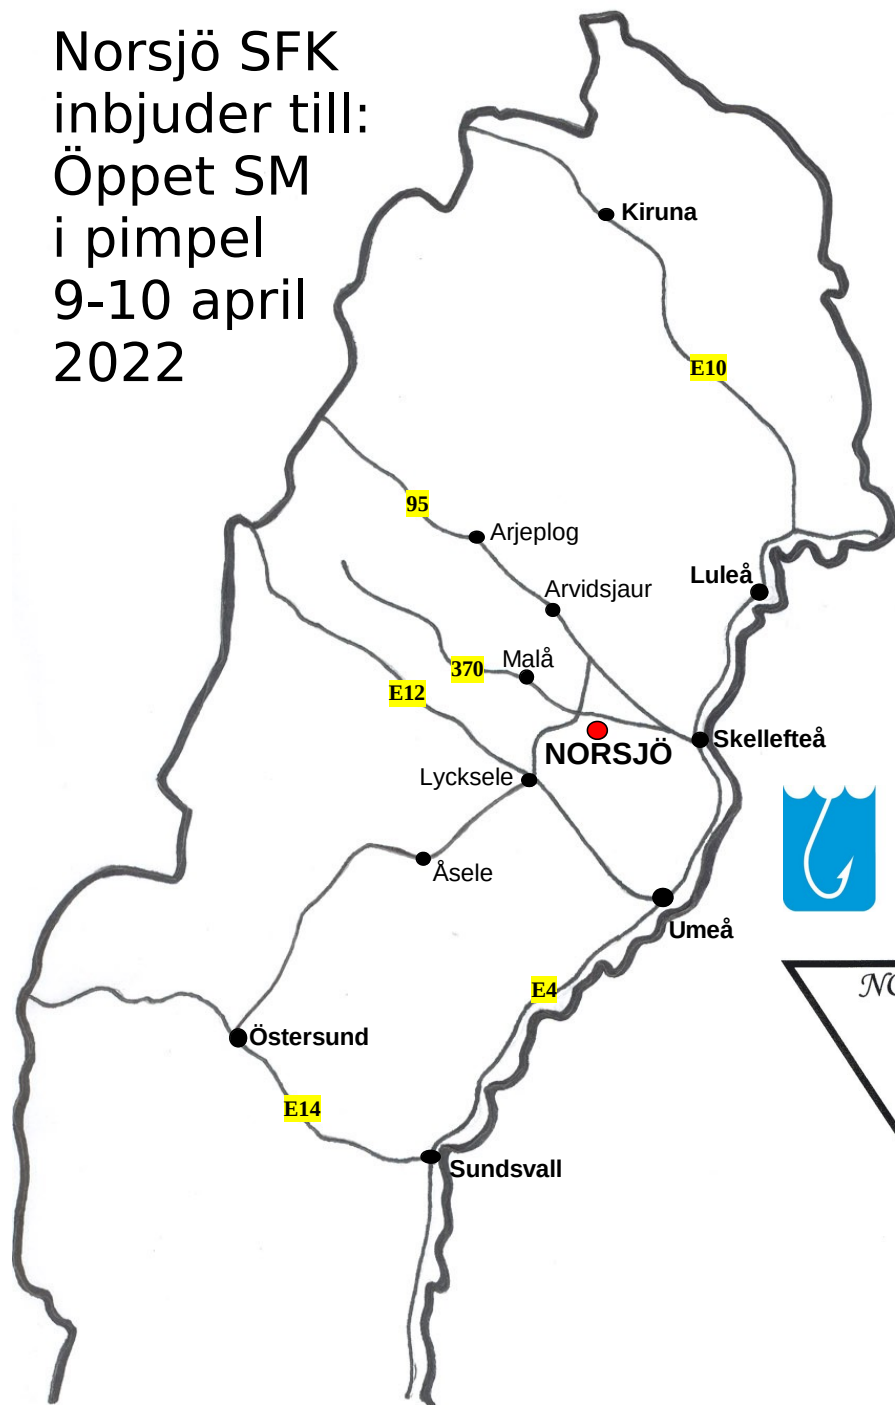 Norsjö SFK
inbjuder till:
Öppet SM
i pimpel
9-10 april
2022
Kiruna
E10
95
Arjeplog
Luleå
Arvidsjaur
Malå
370
E12
Skellefteå
NORSJÖ
Lycksele
Åsele
Umeå
E4
Östersund
E14
Sundsvall